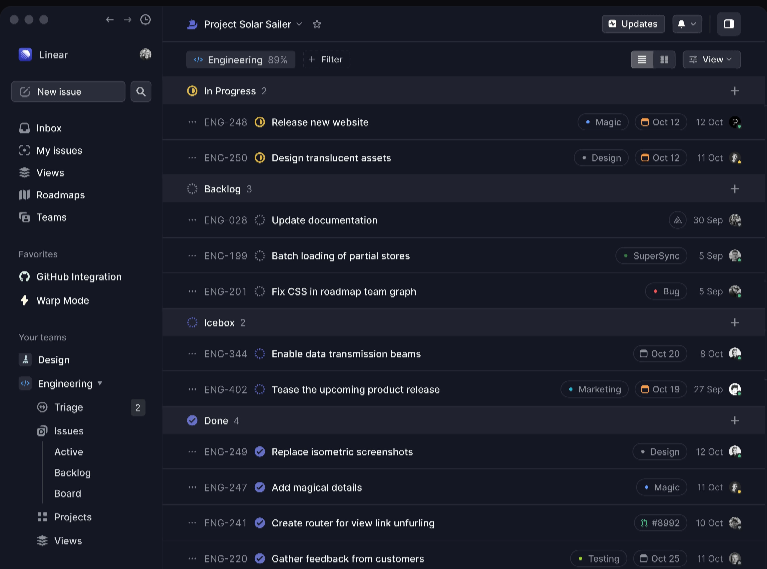 Project Solar Sailer
Updates
Linear
Engineering 89%
Filter
View
New issue
In Progress 2
ENG-248 Release new website Magic Oct 12 12 Oct
Inbox
My issues
Views
Roadmaps
Teams
ENG-250 Design translucent assets Design Oct 12 11 Oct
Backlog 3
ENG-028 Update documentation 30 Sep
Favorites
GitHub Integration
Warp Mode
ENG-199 Batch loading of partial stores SuperSync 5 Sep
ENG-201 Fix CSS in roadmap team graph Bug 5 Sep
Icebox 2
Your teams
Design
Engineering
Triage 2
Issues
Active
Backlog
Board
Projects
Views
ENG-344 Enable data transmission beams Oct 20 8 Oct
ENG-402 Tease the upcoming product release Marketing Oct 19 27 Sep
Done 4
ENG-249 Replace isometric screenshots Design 12 Oct
ENG-247 Add magical details Magic 11 Oct
ENG-241 Create router for view link unfurling #8992 10 Oct
ENG-220 Gather feedback from customers Testing Oct 25 11 Oct